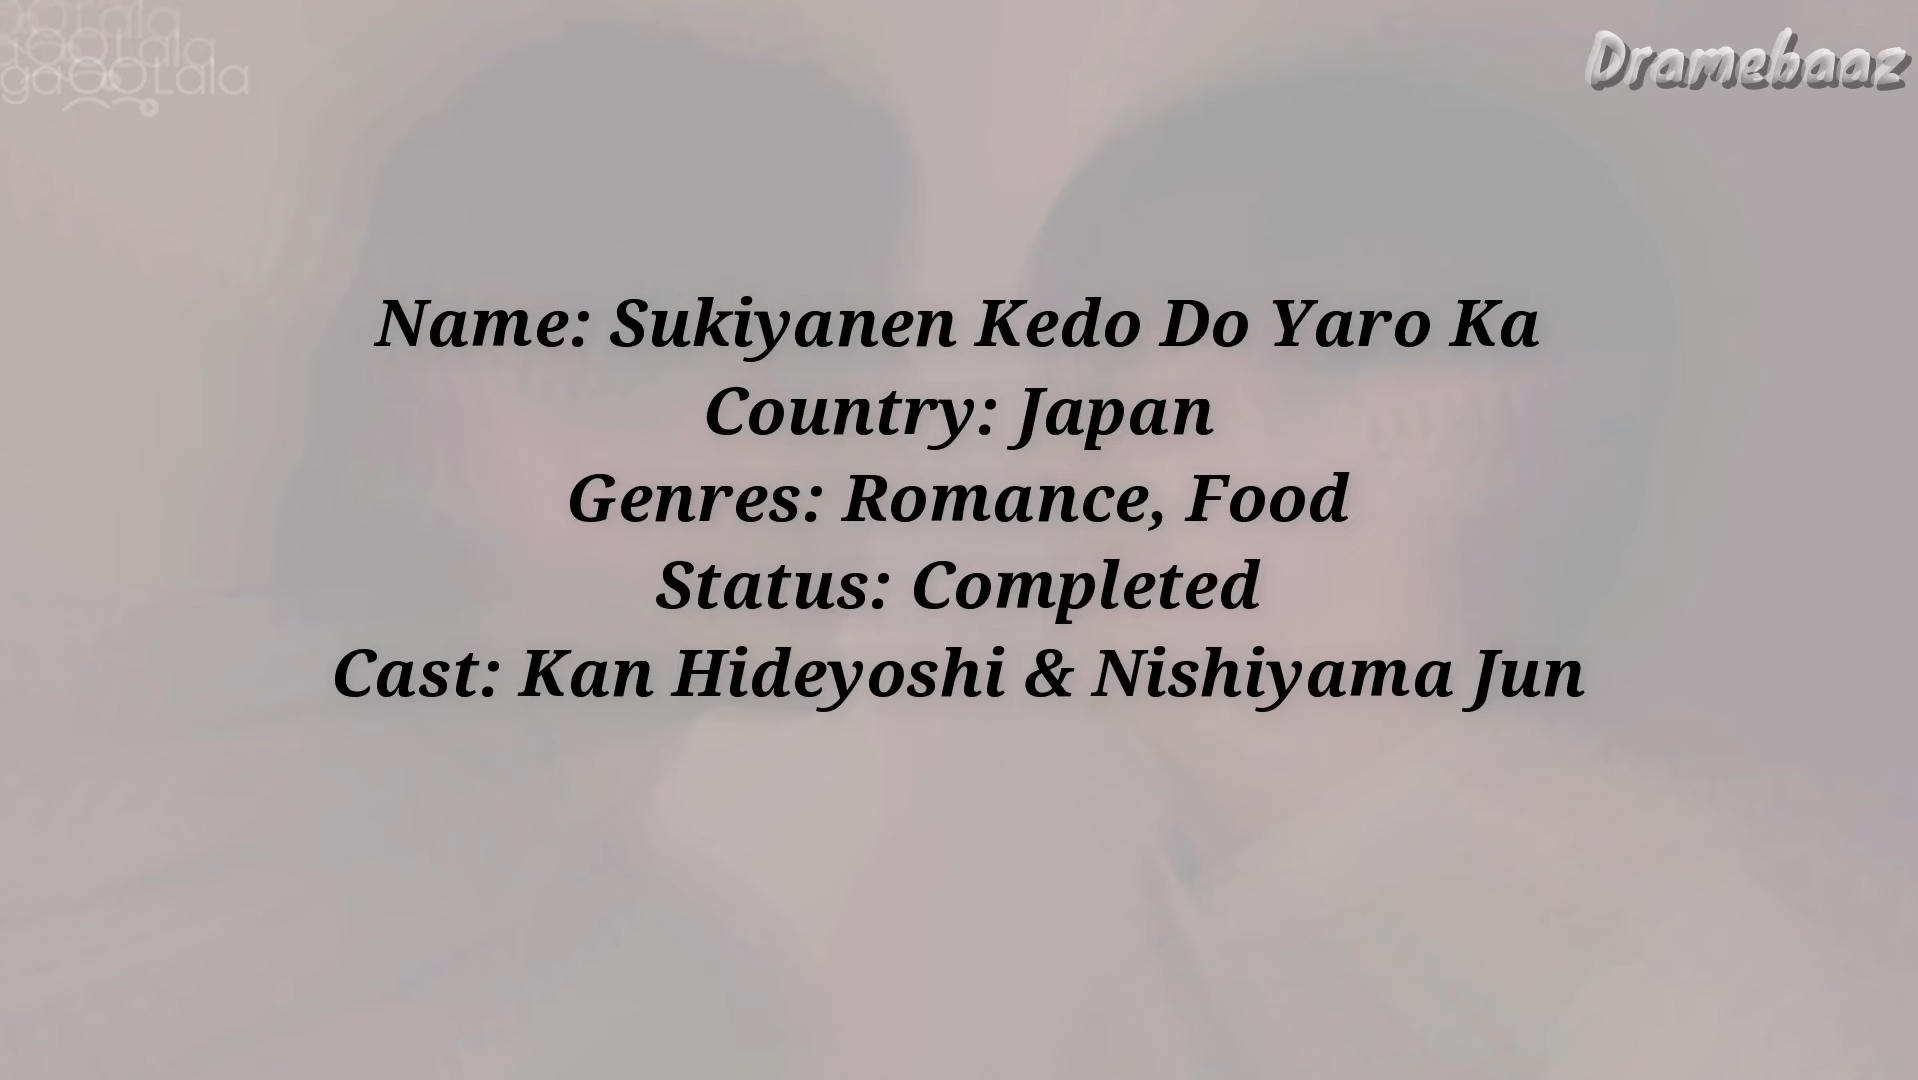 gaOOLala
Dramebaaz
Name: Sukiyanen Kedo Do Yaro Ka
Country: Japan
Genres: Romance, Food
Status: Completed
Cast: Kan Hideyoshi & Nishiyama Jun